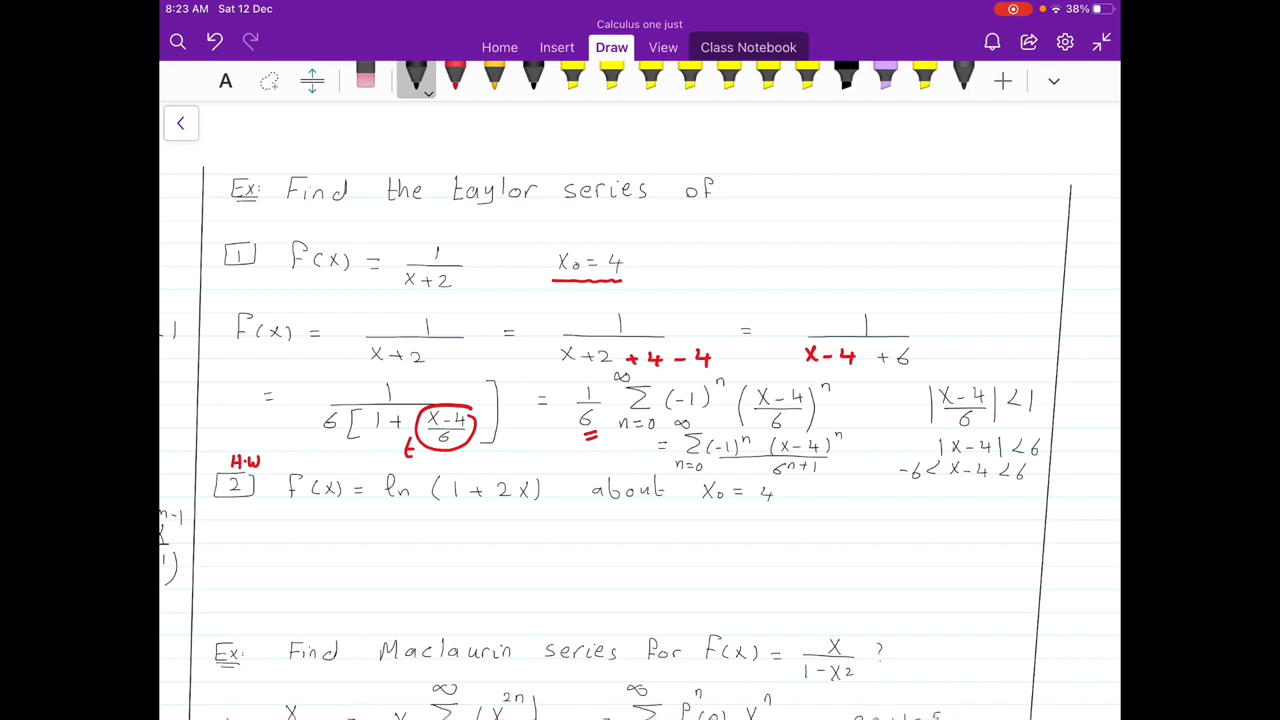 8:23 AM Sat 12 Dec
38%
Calculus one just
Home Insert Draw View Class Notebook
A
Ex: Find the taylor series of
1 f(x) = 1/(x+2) x₀ = 4
f(x) = 1/(x+2) = 1/(x+2 +4 -4) = 1/(x-4 +6)
= 1/(6[1 + (x-4)/6]) = 1/6 ∑_{n=0}^{∞} (-1)^n ((x-4)/6)^n |(x-4)/6| < 1
t
= ∑_{n=0}^{∞} (-1)^n (x-4)^n/6^{n+1} |x-4| < 6
-6 < x-4 < 6
H.W
2 f(x) = ln (1+2x) about x₀ = 4
Ex: Find Maclaurin series for f(x) = x/(1-x2) ?